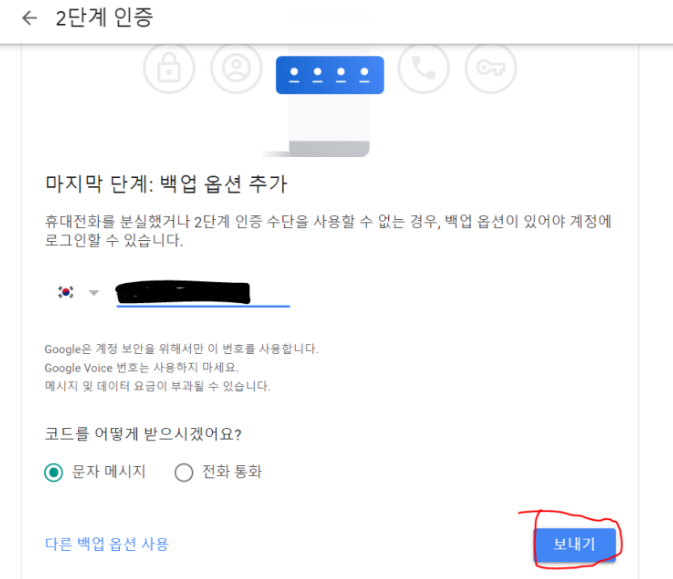 2단계 인증
마지막 단계: 백업 옵션 추가
휴대전화를 분실했거나 2단계 인증 수단을 사용할 수 없는 경우, 백업 옵션이 있어야 계정에
로그인할 수 있습니다.
Google은 계정 보안을 위해서만 이 번호를 사용합니다.
Google Voice 번호는 사용하지 마세요.
메시지 및 데이터 요금이 부과될 수 있습니다.
코드를 어떻게 받으시겠어요?
문자 메시지 전화 통화
다른 백업 옵션 사용 보내기